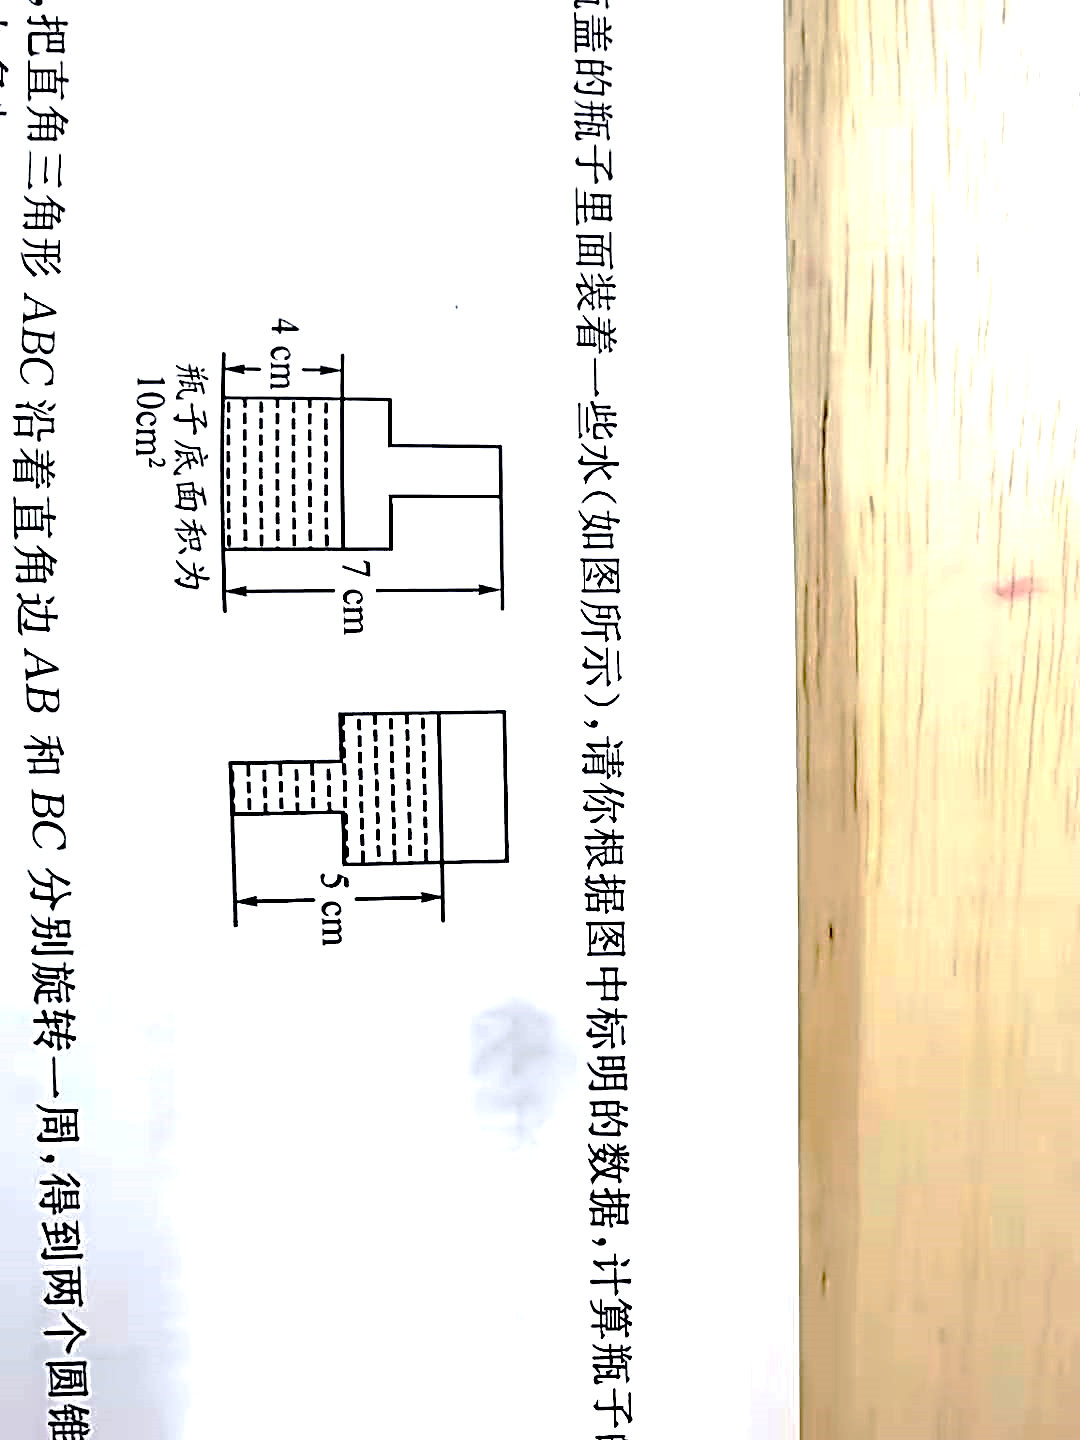 盖的瓶子里面装着一些水(如图所示),请你根据图中标明的数据,计算瓶子
4 cm
7 cm
5 cm
瓶子底面积为
10cm²
,把直角三角形 ABC 沿着直角边 AB 和 BC 分别旋转一周,得到两个圆锥